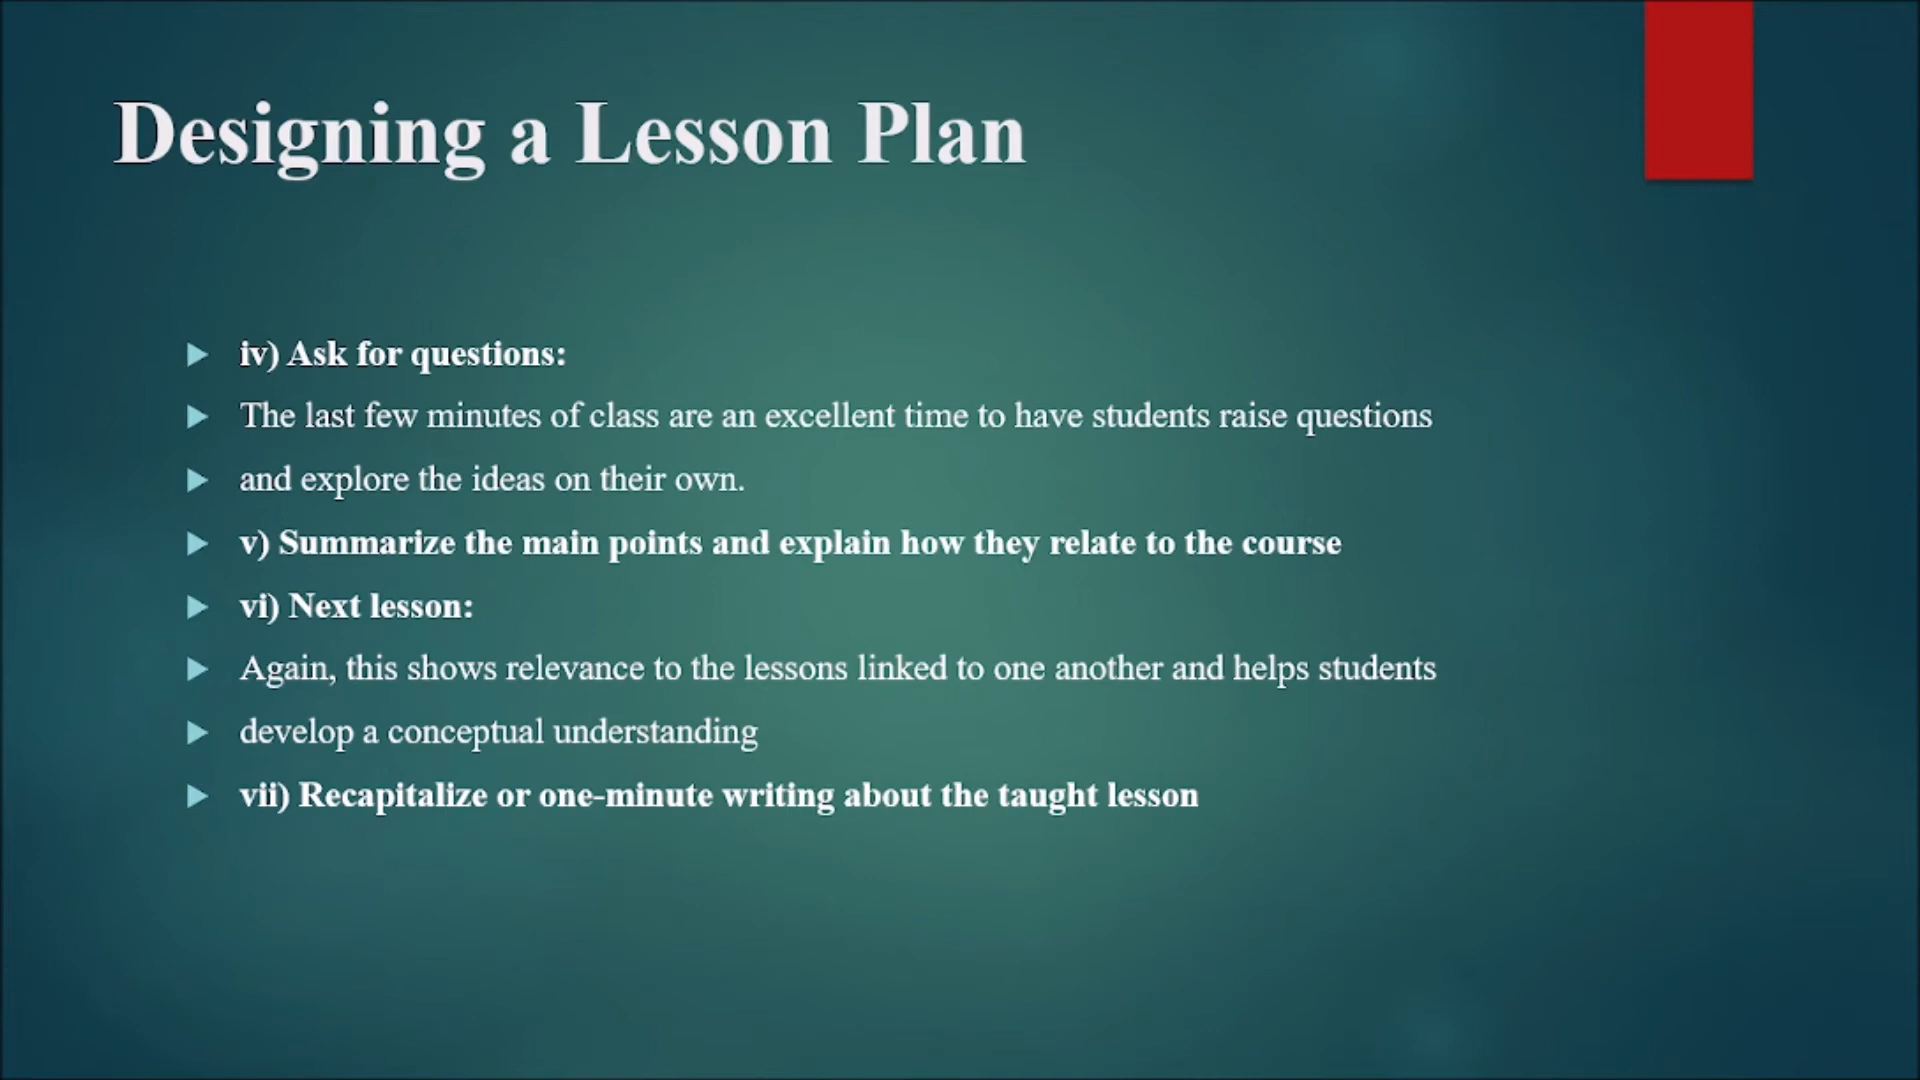 Designing a Lesson Plan
iv) Ask for questions:
The last few minutes of class are an excellent time to have students raise questions
and explore the ideas on their own.
v) Summarize the main points and explain how they relate to the course
vi) Next lesson:
Again, this shows relevance to the lessons linked to one another and helps students
develop a conceptual understanding
vii) Recapitalize or one-minute writing about the taught lesson